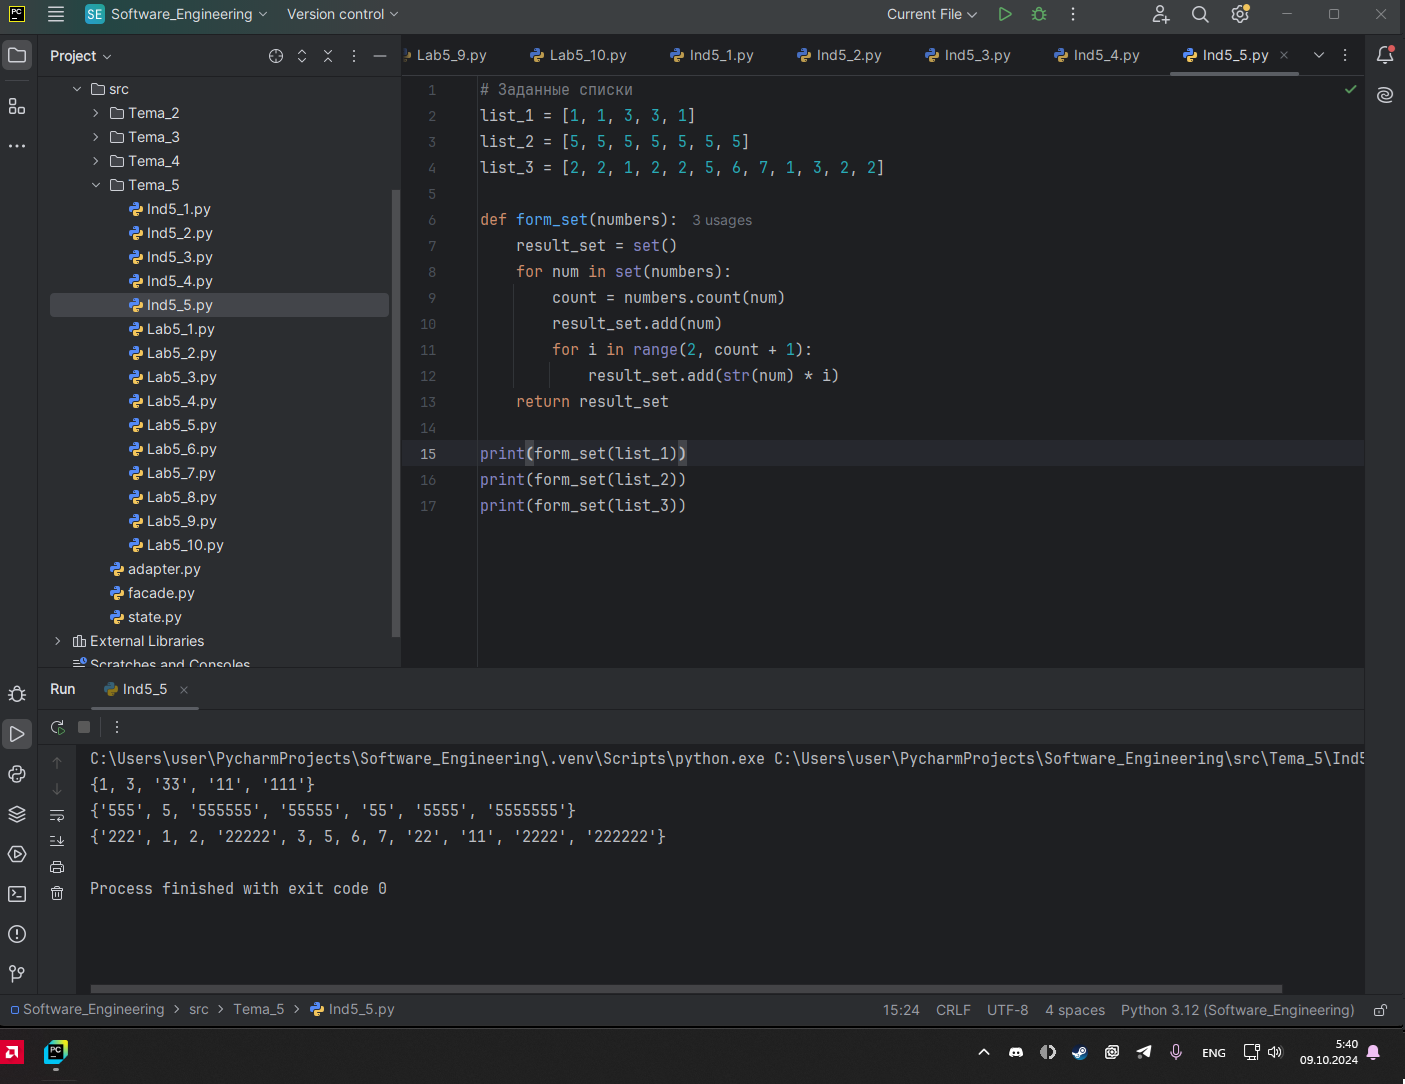 PC
SE Software_Engineering Version control Current File
Project
src
Tema_2
Tema_3
Tema_4
Tema_5
Ind5_1.py
Ind5_2.py
Ind5_3.py
Ind5_4.py
Ind5_5.py
Lab5_1.py
Lab5_2.py
Lab5_3.py
Lab5_4.py
Lab5_5.py
Lab5_6.py
Lab5_7.py
Lab5_8.py
Lab5_9.py
Lab5_10.py
adapter.py
facade.py
state.py
External Libraries
Scratches and Consoles
Lab5_9.py Lab5_10.py Ind5_1.py Ind5_2.py Ind5_3.py Ind5_4.py Ind5_5.py
1 # Заданные списки
2 list_1 = [1, 1, 3, 3, 1]
3 list_2 = [5, 5, 5, 5, 5, 5, 5]
4 list_3 = [2, 2, 1, 2, 2, 5, 6, 7, 1, 3, 2, 2]
5
6 def form_set(numbers): 3 usages
7 result_set = set()
8 for num in set(numbers):
9 count = numbers.count(num)
10 result_set.add(num)
11 for i in range(2, count + 1):
12 result_set.add(str(num) * i)
13 return result_set
14
15 print(form_set(list_1))
16 print(form_set(list_2))
17 print(form_set(list_3))
Run Ind5_5
C:\Users\user\PycharmProjects\Software_Engineering\.venv\Scripts\python.exe C:\Users\user\PycharmProjects\Software_Engineering\src\Tema_5\Ind5
{1, 3, '33', '11', '111'}
{'555', 5, '555555', '55555', '55', '5555', '5555555'}
{'222', 1, 2, '22222', 3, 5, 6, 7, '22', '11', '2222', '222222'}
Process finished with exit code 0
Software_Engineering src Tema_5 Ind5_5.py 15:24 CRLF UTF-8 4 spaces Python 3.12 (Software_Engineering)
PC ENG 5:40
09.10.2024